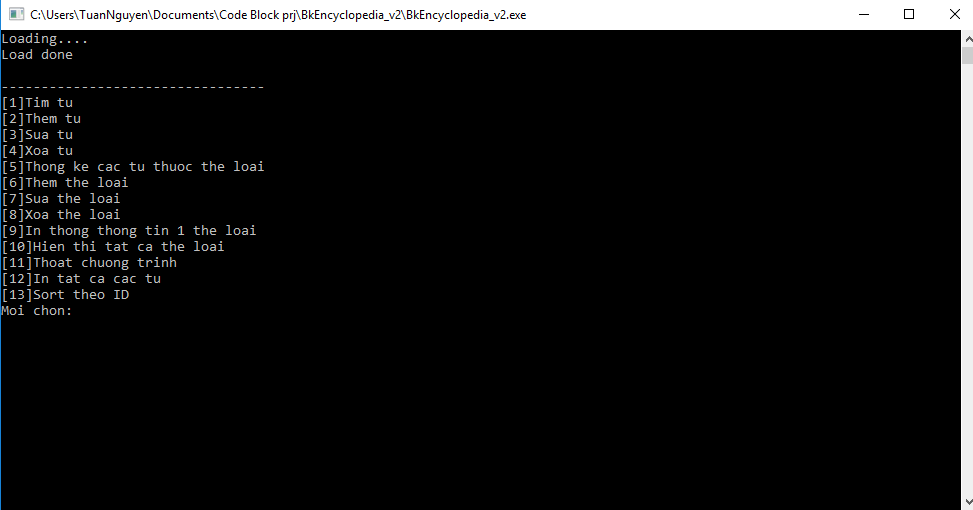 C:\Users\TuanNguyen\Documents\Code Block prj\BkEncyclopedia_v2\BkEncyclopedia_v2.exe
Loading....
Load done
---------------------------------
[1]Tim tu
[2]Them tu
[3]Sua tu
[4]Xoa tu
[5]Thong ke cac tu thuoc the loai
[6]Them the loai
[7]Sua the loai
[8]Xoa the loai
[9]In thong thong tin 1 the loai
[10]Hien thi tat ca the loai
[11]Thoat chuong trinh
[12]In tat ca cac tu
[13]Sort theo ID
Moi chon: